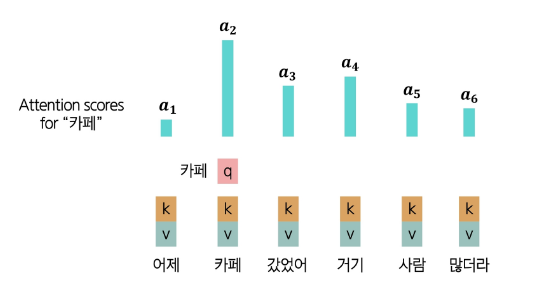 a₂
a₄
a₃
a₅
a₆
a₁
Attention scores
for "카페"
카페 q
k k k k k k
v v v v v v
어제 카페 갔었어 거기 사람 많더라